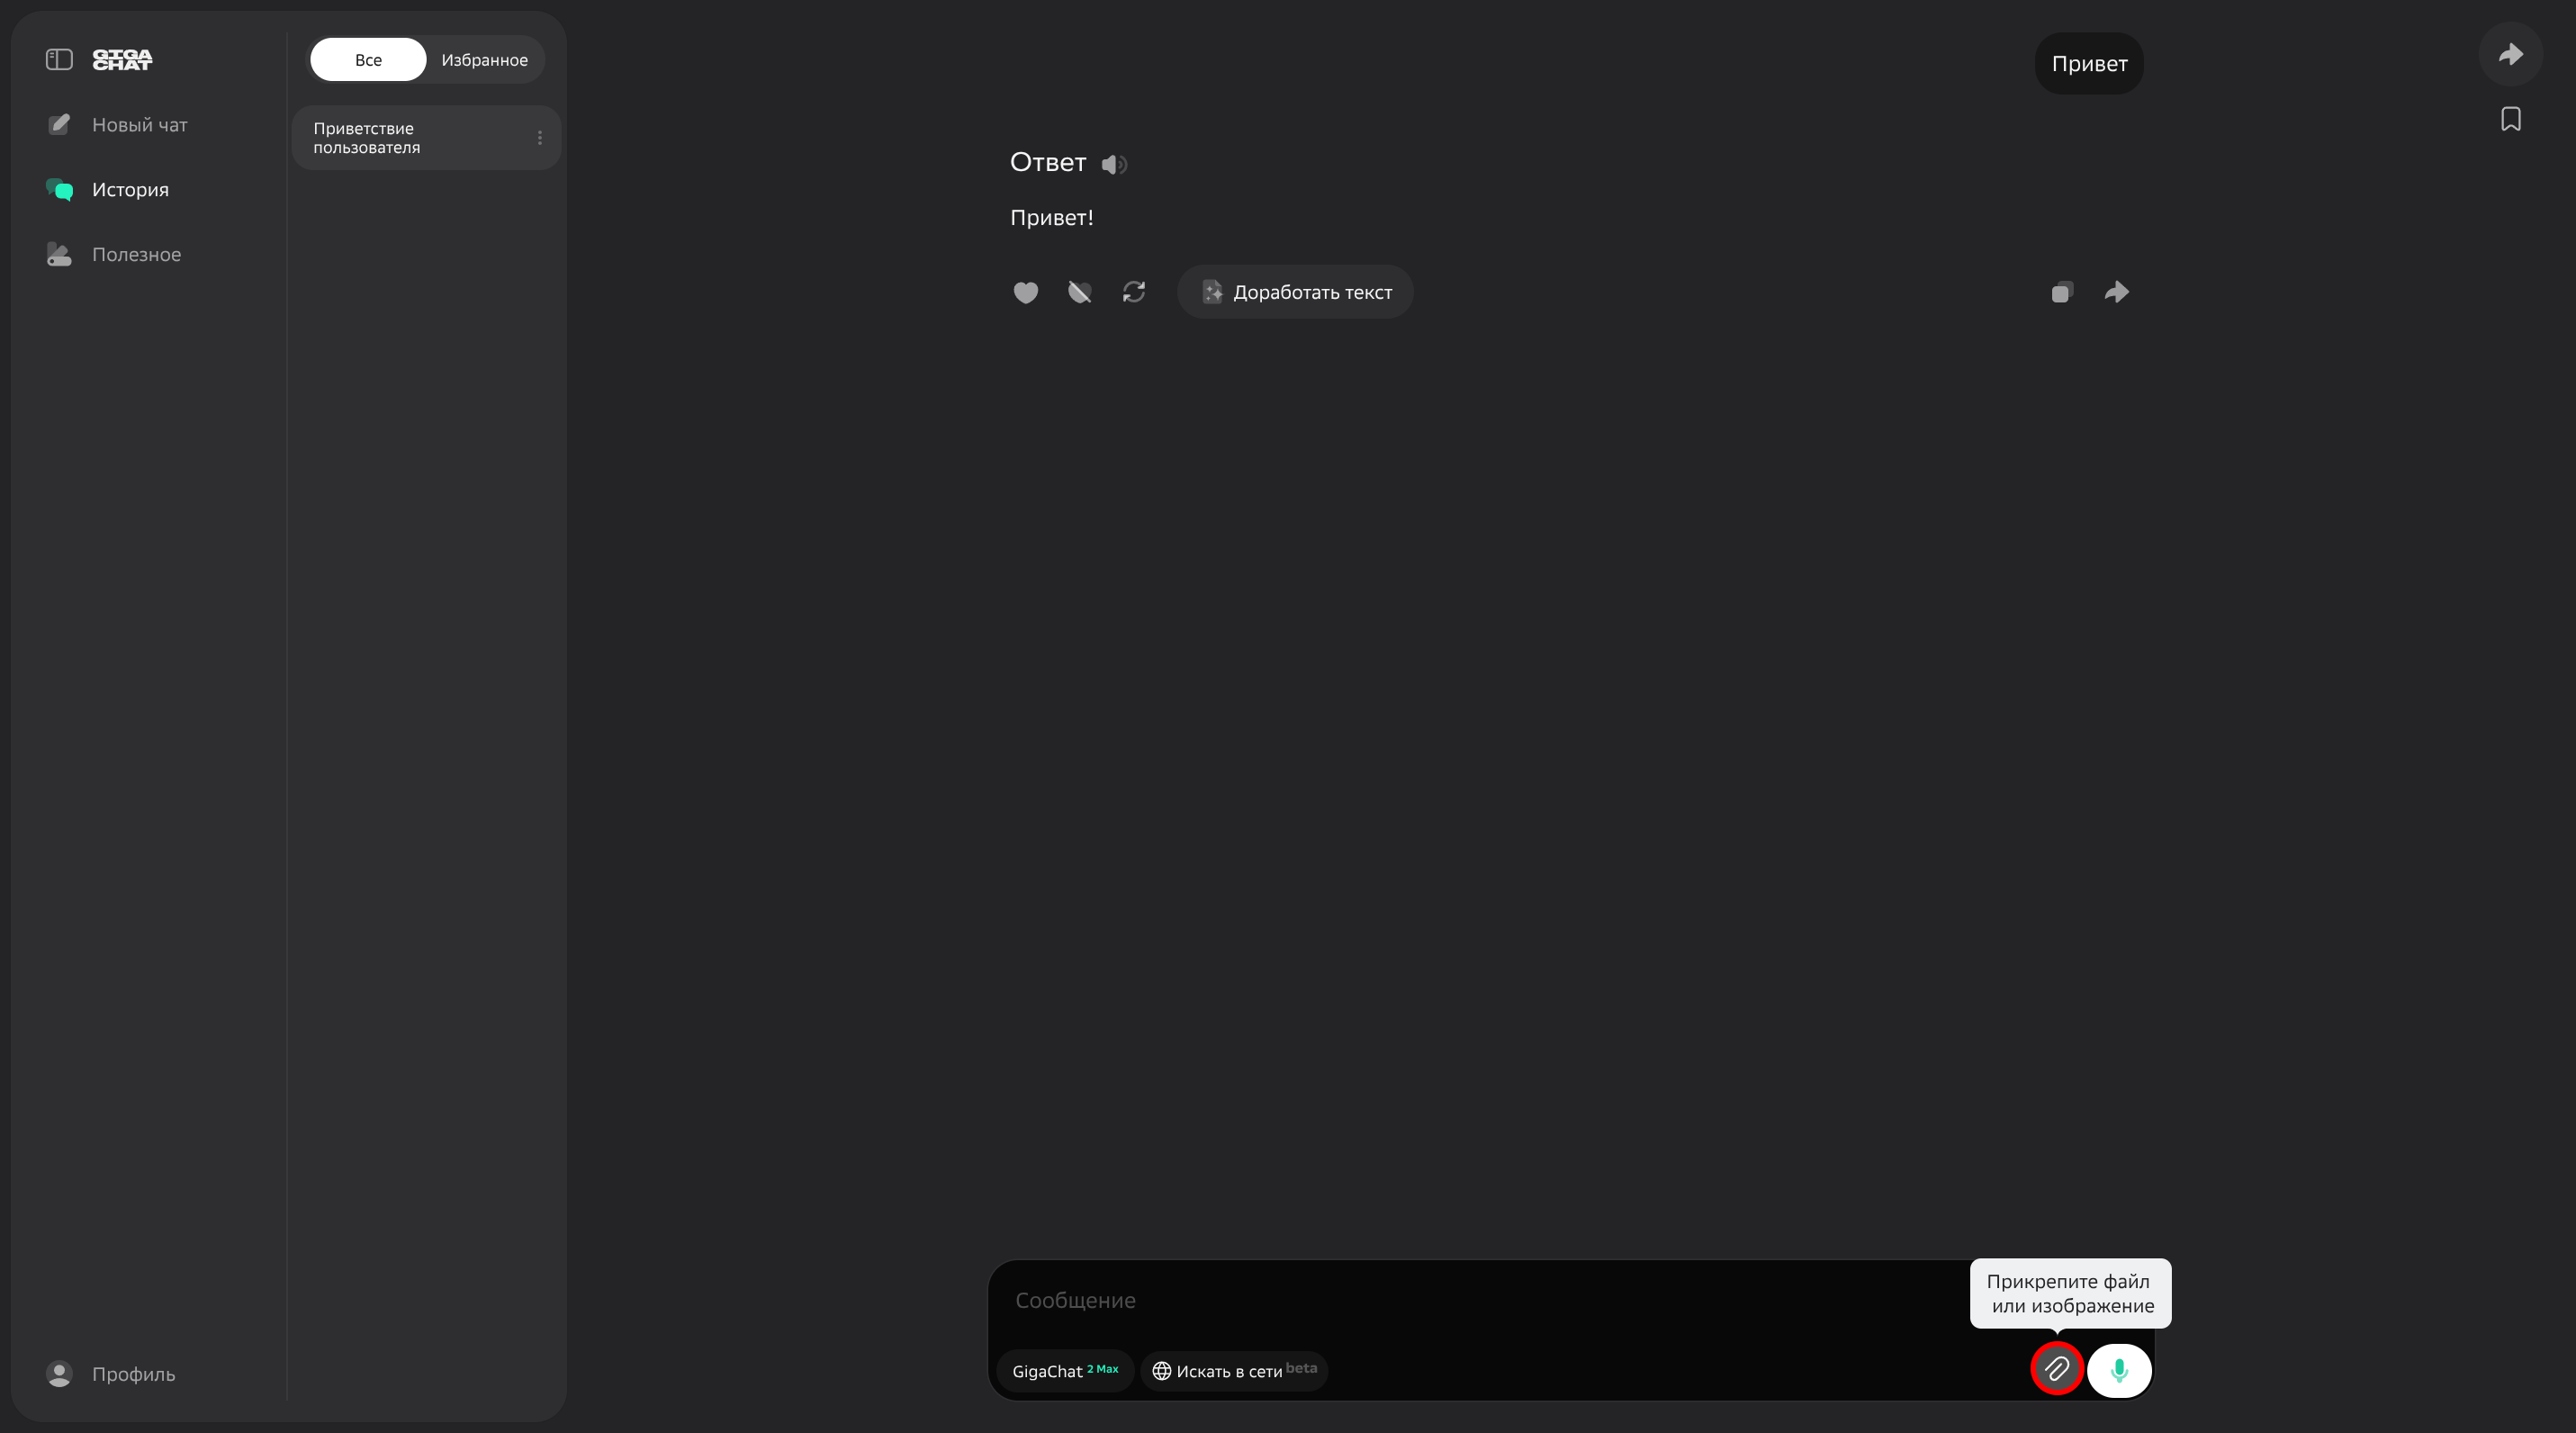 GIGA
CHAT
Новый чат
История
Полезное
Профиль
Все
Избранное
Приветствие
пользователя
Привет
Ответ
Привет!
Доработать текст
Сообщение
Прикрепите файл
или изображение
GigaChat 2 Max
Искать в сети beta